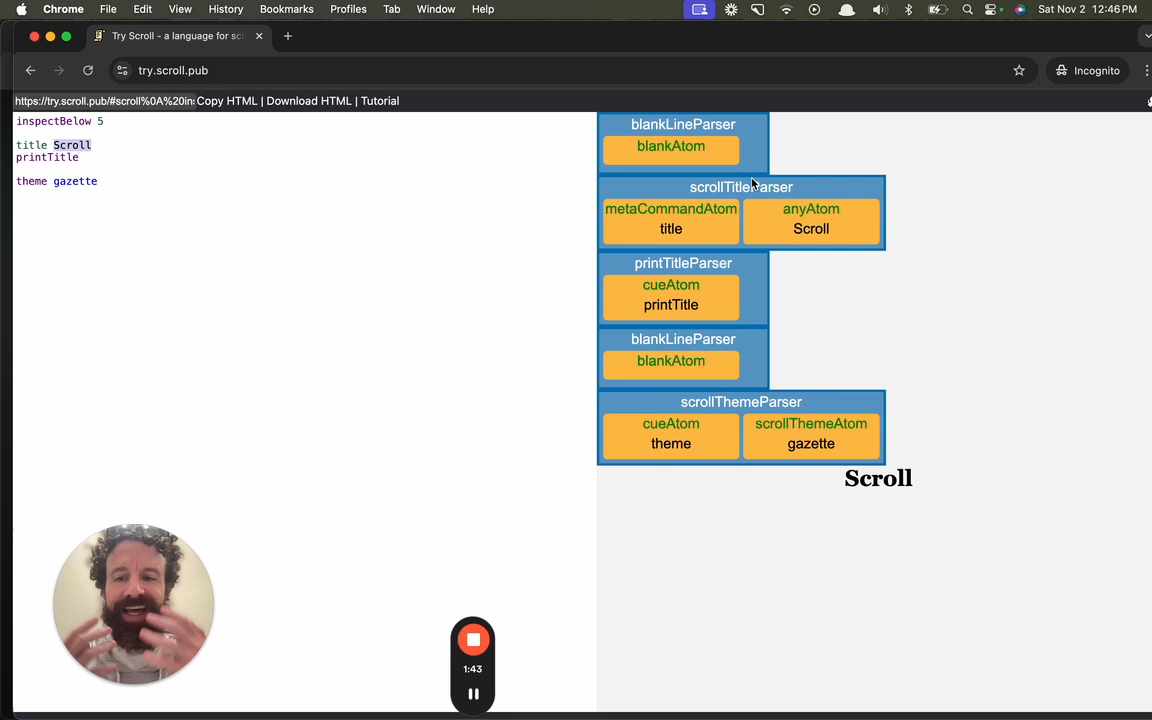 Chrome File Edit View History Bookmarks Profiles Tab Window Help Sat Nov 2 12:46 PM
Try Scroll - a language for sci
try.scroll.pub Incognito
https://try.scroll.pub/#scroll%0A%20in: Copy HTML | Download HTML | Tutorial
inspectBelow 5
title Scroll
printTitle
theme gazette
blankLineParser
blankAtom
scrollTitleParser
metaCommandAtom anyAtom
title Scroll
printTitleParser
cueAtom
printTitle
blankLineParser
blankAtom
scrollThemeParser
cueAtom scrollThemeAtom
theme gazette
Scroll
1:43